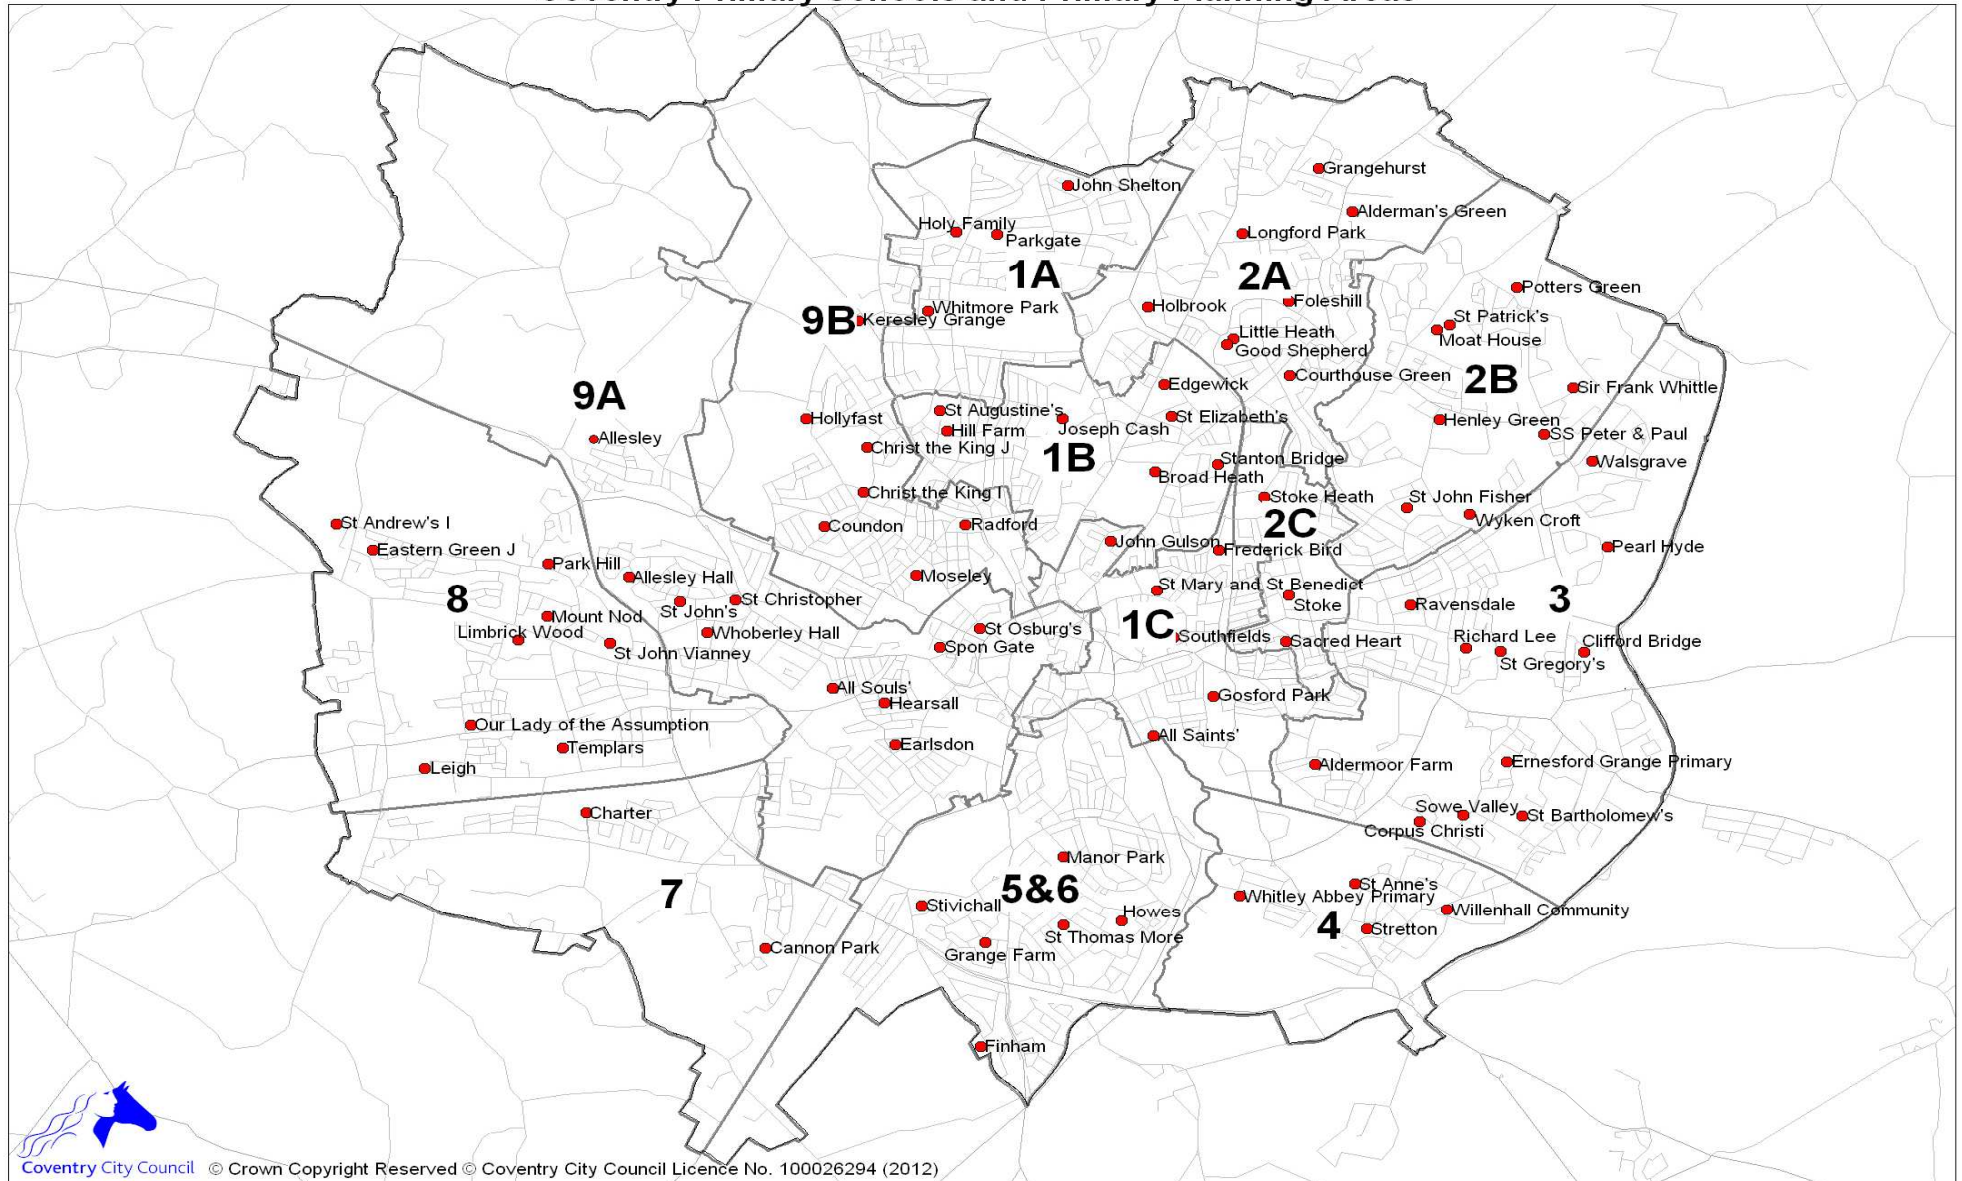 Coventry Primary Schools and Primary Planning Areas
Grangehurst
John Shelton
Alderman's Green
Holy Family
Longford Park
Parkgate
1A
2A
Potters Green
Foleshill
Whitmore Park
Holbrook
9B
Keresley Grange
St Patrick's
Little Heath
Moat House
Good Shepherd
Courthouse Green
2B
Edgewick
Sir Frank Whittle
9A
St Augustine's
St Elizabeth's
Hollyfast
Joseph Cash
Henley Green
Hill Farm
SS Peter & Paul
Allesley
Christ the King J
1B
Stanton Bridge
Walsgrave
Broad Heath
Christ the King I
Stoke Heath
St John Fisher
Wyken Croft
St Andrew's I
Coundon
Radford
2C
John Gulson
Pearl Hyde
Eastern Green J
Frederick Bird
Park Hill
Allesley Hall
Moseley
St Mary and St Benedict
8
St Christopher
St John's
Stoke
Ravensdale
3
Mount Nod
1C
Limbrick Wood
Whoberley Hall
St Osburg's
Southfields
Richard Lee
Sacred Heart
Clifford Bridge
Spon Gate
St John Vianney
St Gregory's
All Souls'
Gosford Park
Hearsall
Our Lady of the Assumption
All Saints'
Templars
Earlsdon
Leigh
Aldermoor Farm
Ernesford Grange Primary
Charter
Sowe Valley
St Bartholomew's
Corpus Christi
Manor Park
5&6
7
St Anne's
Whitley Abbey Primary
Stivichall
Howes
Willenhall Community
4
Stretton
St Thomas More
Cannon Park
Grange Farm
Finham
Coventry City Council © Crown Copyright Reserved © Coventry City Council Licence No. 100026294 (2012)